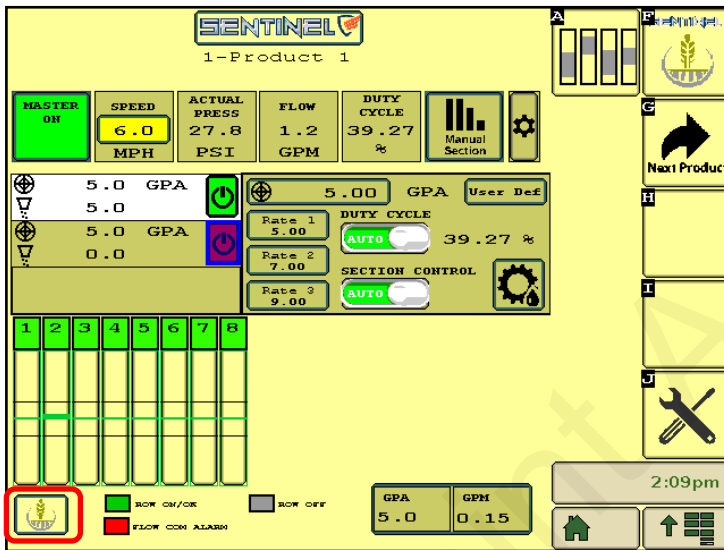 SENTINEL
1-Product 1
A
F
SENTINEL
MASTER ON
SPEED
6.0
MPH
ACTUAL PRESS
27.8
PSI
FLOW
1.2
GPM
DUTY CYCLE
39.27
%
Manual Section
G
Next Product
5.0 GPA
5.0
5.0 GPA
0.0
5.00 GPA User Def
Rate 1
5.00
DUTY CYCLE
AUTO
39.27 %
Rate 2
7.00
SECTION CONTROL
Rate 3
9.00
AUTO
H
I
J
1 2 3 4 5 6 7 8
ROW ON/OK
ROW OFF
FLOW COM ALARM
GPA
5.0
GPM
0.15
2:09pm